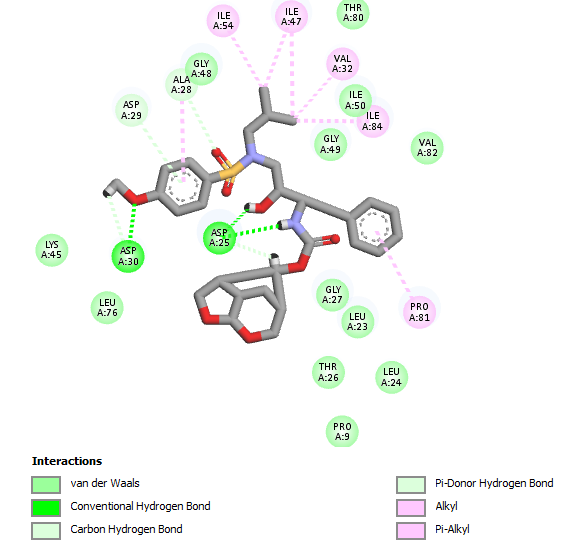 ILE
A:54
ILE
A:47
THR
A:80
GLY
A:48
ALA
A:28
VAL
A:32
ASP
A:29
ILE
A:50
ILE
A:84
GLY
A:49
VAL
A:82
LYS
A:45
ASP
A:30
ASP
A:25
LEU
A:76
GLY
A:27
LEU
A:23
PRO
A:81
THR
A:26
LEU
A:24
PRO
A:9
Interactions
van der Waals
Conventional Hydrogen Bond
Carbon Hydrogen Bond
Pi-Donor Hydrogen Bond
Alkyl
Pi-Alkyl